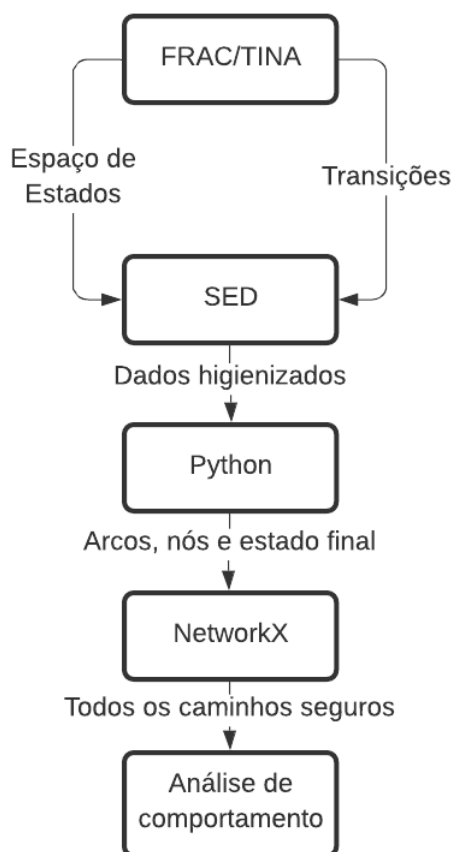 FRAC/TINA
Espaço de
Estados
Transições
SED
Dados higienizados
Python
Arcos, nós e estado final
NetworkX
Todos os caminhos seguros
Análise de
comportamento